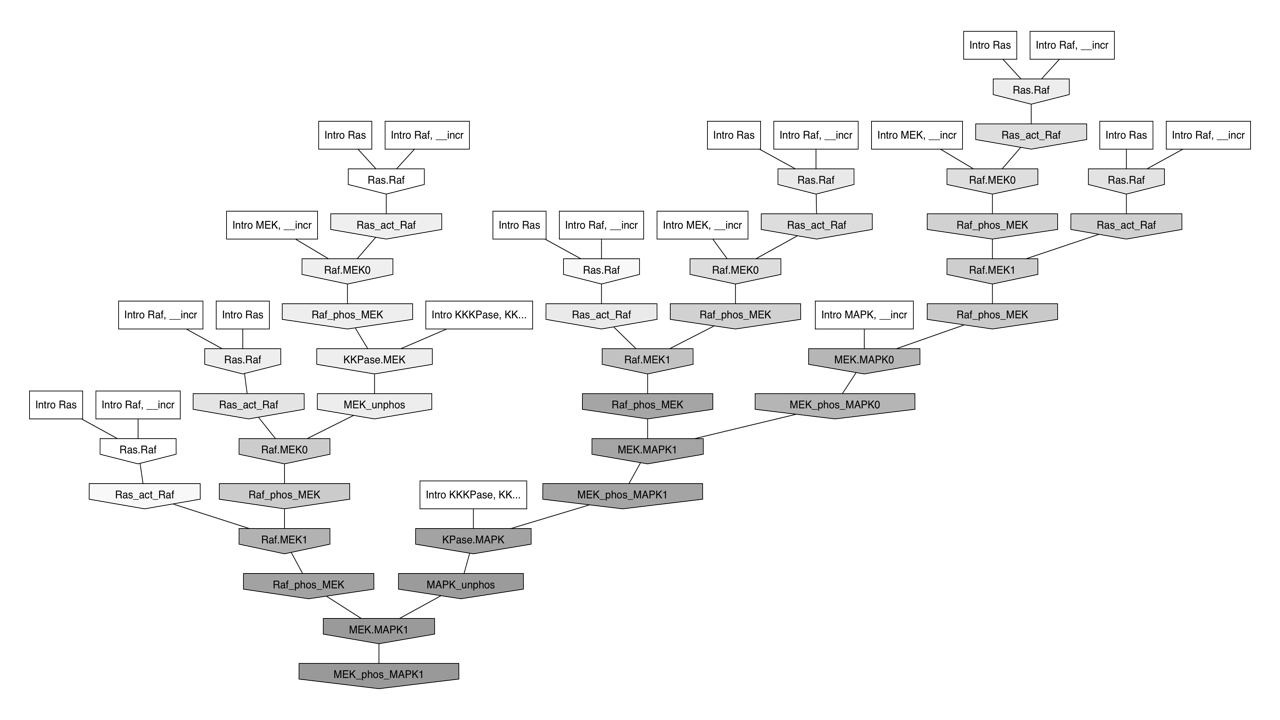 Intro Ras
Intro Raf, __incr
Ras.Raf
Intro Ras
Intro Raf, __incr
Intro Ras
Intro Raf, __incr
Intro MEK, __incr
Ras_act_Raf
Intro Ras
Intro Raf, __incr
Ras.Raf
Ras.Raf
Raf.MEK0
Ras.Raf
Intro MEK, __incr
Ras_act_Raf
Intro Ras
Intro Raf, __incr
Intro MEK, __incr
Ras_act_Raf
Raf_phos_MEK
Ras_act_Raf
Raf.MEK0
Ras.Raf
Raf.MEK0
Raf.MEK1
Intro Raf, __incr
Intro Ras
Raf_phos_MEK
Intro KKKPase, KK...
Ras_act_Raf
Raf_phos_MEK
Intro MAPK, __incr
Raf_phos_MEK
Ras.Raf
KKPase.MEK
Raf.MEK1
MEK.MAPK0
Intro Ras
Intro Raf, __incr
Ras_act_Raf
MEK_unphos
Raf_phos_MEK
MEK_phos_MAPK0
Ras.Raf
Raf.MEK0
MEK.MAPK1
Ras_act_Raf
Raf_phos_MEK
Intro KKKPase, KK...
MEK_phos_MAPK1
Raf.MEK1
KPase.MAPK
Raf_phos_MEK
MAPK_unphos
MEK.MAPK1
MEK_phos_MAPK1